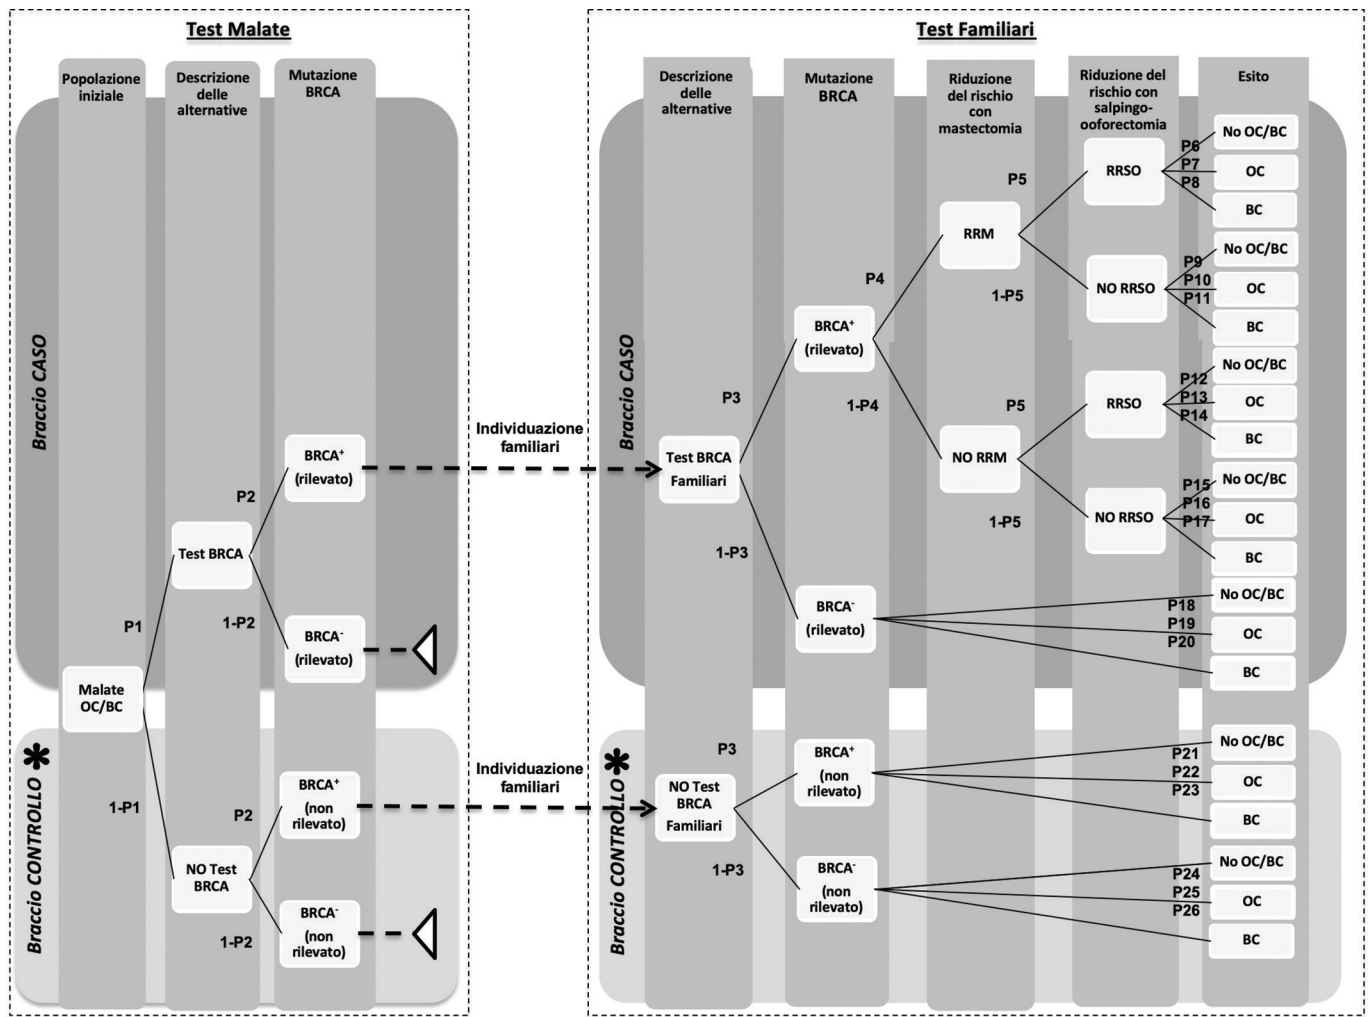 Test Malate
Popolazione
iniziale
Descrizione
delle
alternative
Mutazione
BRCA
Braccio CASO
Malate
OC/BC
P1
1-P1
Test BRCA
P2
1-P2
BRCA+
(rilevato)
BRCA-
(rilevato)
Braccio CONTROLLO*
NO Test
BRCA
P2
1-P2
BRCA+
(non
rilevato)
BRCA-
(non
rilevato)
Individuazione
familiari
Individuazione
familiari
Test Familiari
Descrizione
delle
alternative
Mutazione
BRCA
Riduzione
del rischio
con
mastectomia
Riduzione del
rischio con
salpingo-
ooforectomia
Esito
Braccio CASO
Test BRCA
Familiari
P3
1-P3
BRCA+
(rilevato)
P4
1-P4
RRM
P5
1-P5
RRSO
P6
P7
P8
No OC/BC
OC
BC
NO RRSO
P9
P10
P11
No OC/BC
OC
BC
NO RRM
P5
1-P5
RRSO
P12
P13
P14
No OC/BC
OC
BC
NO RRSO
P15
P16
P17
No OC/BC
OC
BC
BRCA-
(rilevato)
P18
P19
P20
No OC/BC
OC
BC
Braccio CONTROLLO*
NO Test
BRCA
Familiari
P3
1-P3
BRCA+
(non
rilevato)
P21
P22
P23
No OC/BC
OC
BC
BRCA-
(non
rilevato)
P24
P25
P26
No OC/BC
OC
BC